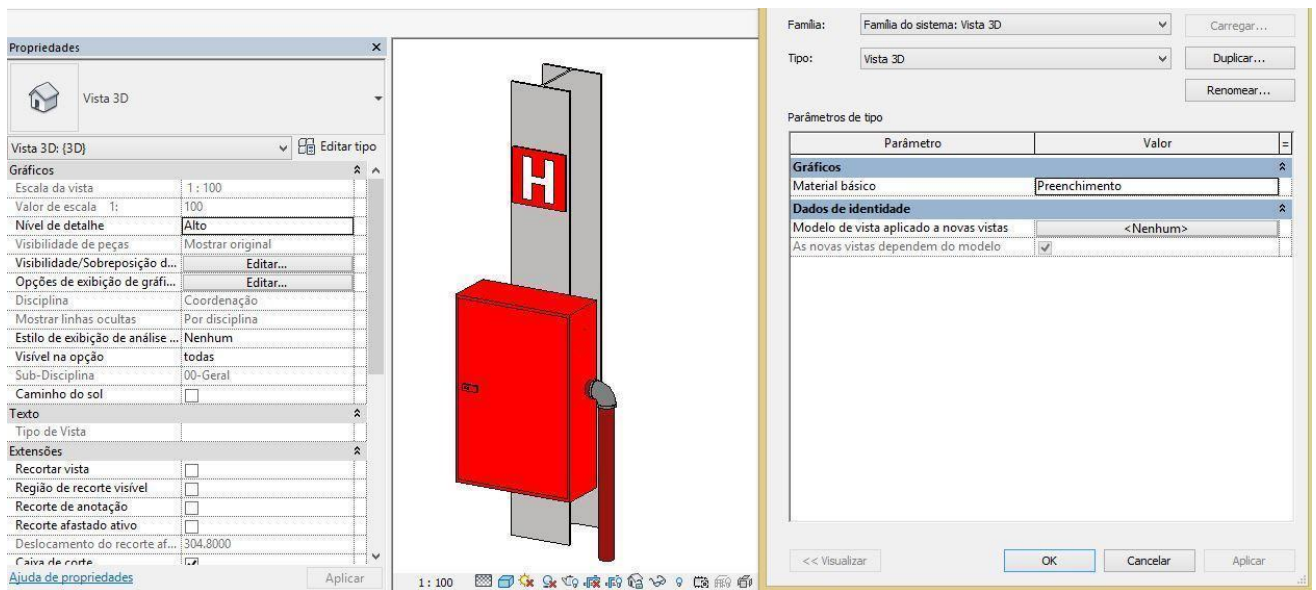 Propriedades
Vista 3D
Vista 3D: {3D}
Editar tipo
Gráficos
Escala da vista 1 : 100
Valor de escala 1: 100
Nível de detalhe Alto
Visibilidade de peças Mostrar original
Visibilidade/Sobreposição d... Editar...
Opções de exibição de gráfi... Editar...
Disciplina Coordenação
Mostrar linhas ocultas Por disciplina
Estilo de exibição de análise ... Nenhum
Visível na opção todas
Sub-Disciplina 00-Geral
Caminho do sol
Texto
Tipo de Vista
Extensões
Recortar vista
Região de recorte visível
Recorte de anotação
Recorte afastado ativo
Deslocamento do recorte af... 304.8000
Caixa de corte
Ajuda de propriedades
Aplicar
H
1 : 100
Família: Família do sistema: Vista 3D
Carregar...
Tipo: Vista 3D
Duplicar...
Renomear...
Parâmetros de tipo
Parâmetro Valor =
Gráficos
Material básico Preenchimento
Dados de identidade
Modelo de vista aplicado a novas vistas <Nenhum>
As novas vistas dependem do modelo
<< Visualizar
OK
Cancelar
Aplicar